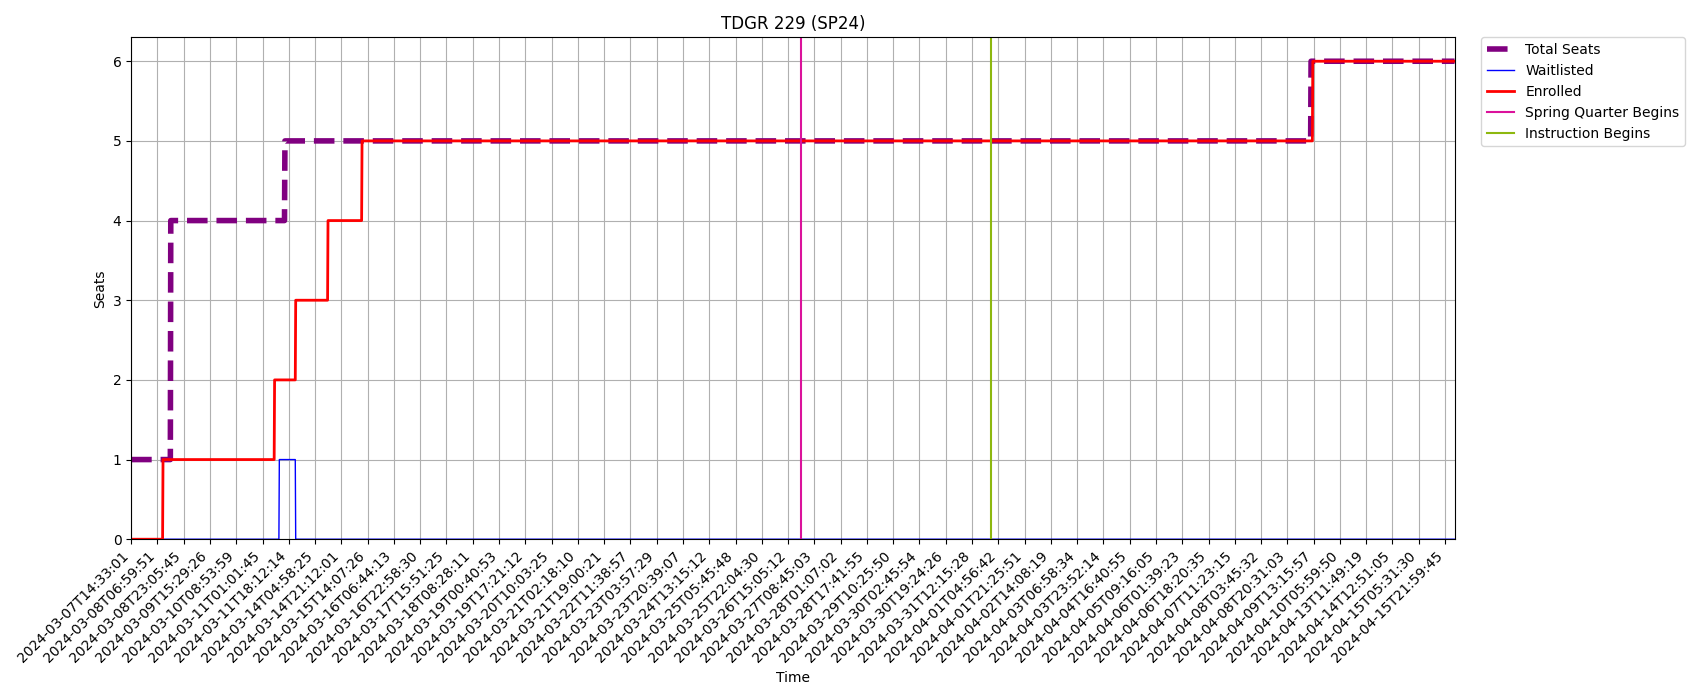 TDGR 229 (SP24)
Total Seats
Waitlisted
Enrolled
Spring Quarter Begins
Instruction Begins
Seats
6
5
4
3
2
1
0
2024-03-07T14:33:01
2024-03-08T06:59:51
2024-03-08T23:05:45
2024-03-09T15:29:26
2024-03-10T08:53:59
2024-03-11T01:01:45
2024-03-11T18:12:14
2024-03-14T04:58:25
2024-03-14T21:12:01
2024-03-15T14:07:26
2024-03-16T06:44:13
2024-03-16T22:58:30
2024-03-17T15:51:25
2024-03-18T08:28:11
2024-03-19T00:40:53
2024-03-19T17:21:12
2024-03-20T10:03:25
2024-03-21T02:18:10
2024-03-21T19:00:21
2024-03-22T11:38:57
2024-03-23T03:57:29
2024-03-23T20:39:07
2024-03-24T13:15:12
2024-03-25T05:45:48
2024-03-25T22:04:30
2024-03-26T15:05:12
2024-03-27T08:45:03
2024-03-28T01:07:02
2024-03-28T17:41:55
2024-03-29T10:25:50
2024-03-30T02:45:54
2024-03-30T19:24:26
2024-03-31T12:15:28
2024-04-01T04:56:42
2024-04-01T21:25:51
2024-04-02T14:08:19
2024-04-03T06:58:34
2024-04-03T23:52:14
2024-04-04T16:40:55
2024-04-05T09:16:05
2024-04-06T01:39:23
2024-04-06T18:20:35
2024-04-07T11:23:15
2024-04-08T03:45:32
2024-04-08T20:31:03
2024-04-09T13:15:57
2024-04-10T05:59:50
2024-04-13T11:49:19
2024-04-14T12:51:05
2024-04-15T05:31:30
2024-04-15T21:59:45
Time